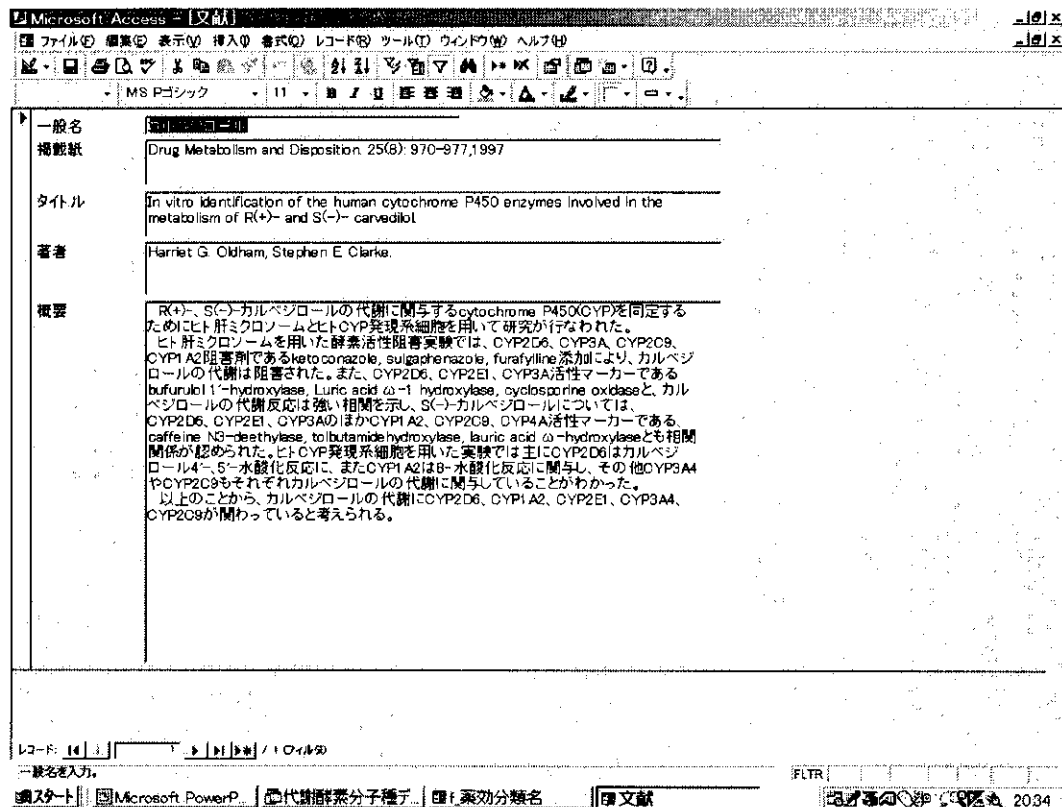 Microsoft Access - [文献]
ファイル(F) 編集(E) 表示(V) 挿入(I) 書式(O) レコード(R) ツール(T) ウィンドウ(W) ヘルプ(H)
MS Pゴシック 11 B I U
一般名
掲載紙 Drug Metabolism and Disposition. 25(8): 970-977,1997
タイトル In vitro identification of the human cytochrome P450 enzymes involved in the
metabolism of R(+)- and S(-)- carvedilol.
著者 Harriet G. Oldham, Stephen E. Clarke.
概要 R(+)-、S(-)-カルベジロールの代謝に関与するcytochrome P450(CYP)を同定する
ためにヒト肝ミクロソームとヒトCYP発現系細胞を用いて研究が行なわれた。
ヒト肝ミクロソームを用いた酵素活性阻害実験では、CYP2D6、CYP3A、CYP2C9、
CYP1A2阻害剤であるketoconazole, sulgaphenazole, furafylline添加により、カルベジ
ロールの代謝は阻害された。また、CYP2D6、CYP2E1、CYP3A活性マーカーである
bufurulol 1'-hydroxylase, Luric acid ω-1 hydroxylase, cyclosporine oxidaseと、カル
ベジロールの代謝反応は強い相関を示し、S(-)-カルベジロールについては、
CYP2D6、CYP2E1、CYP3AのほかCYP1A2、CYP2C9、CYP4A活性マーカーである、
caffeine N3-deethylase, tolbutamidehydroxylase, lauric acid ω-hydroxylaseとも相関
関係が認められた。ヒトCYP発現系細胞を用いた実験では主にCYP2D6はカルベジ
ロール4'-、5'-水酸化反応に、またCYP1A2は8-水酸化反応に関与し、その他CYP3A4
やCYP2C9もそれぞれカルベジロールの代謝に関与していることがわかった。
以上のことから、カルベジロールの代謝にCYP2D6、CYP1A2、CYP2E1、CYP3A4、
CYP2C9が関わっていると考えられる。
レコード: 1 / 1 (フィルタ)
一般名を入力。 FLTR
スタート Microsoft PowerP... 代謝酵素分子種デ... f_薬効分類名 文献 20:34